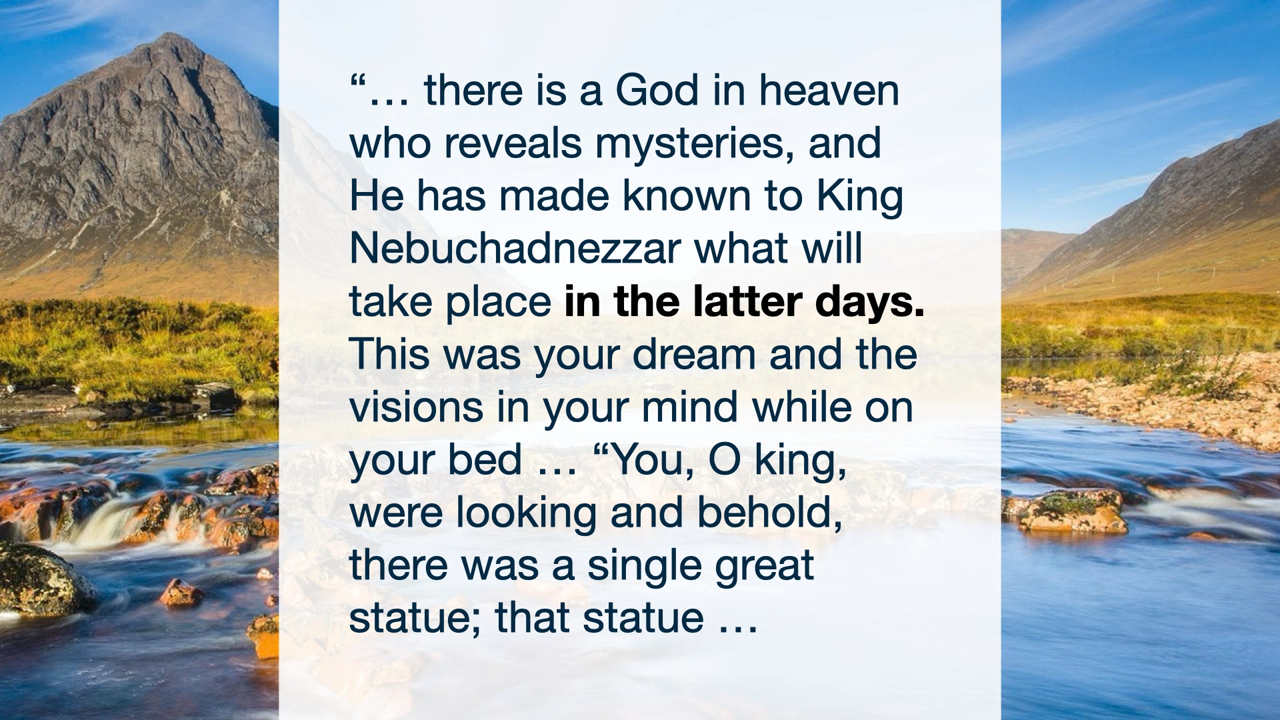 “… there is a God in heaven
who reveals mysteries, and
He has made known to King
Nebuchadnezzar what will
take place in the latter days.
This was your dream and the
visions in your mind while on
your bed … “You, O king,
were looking and behold,
there was a single great
statue; that statue …